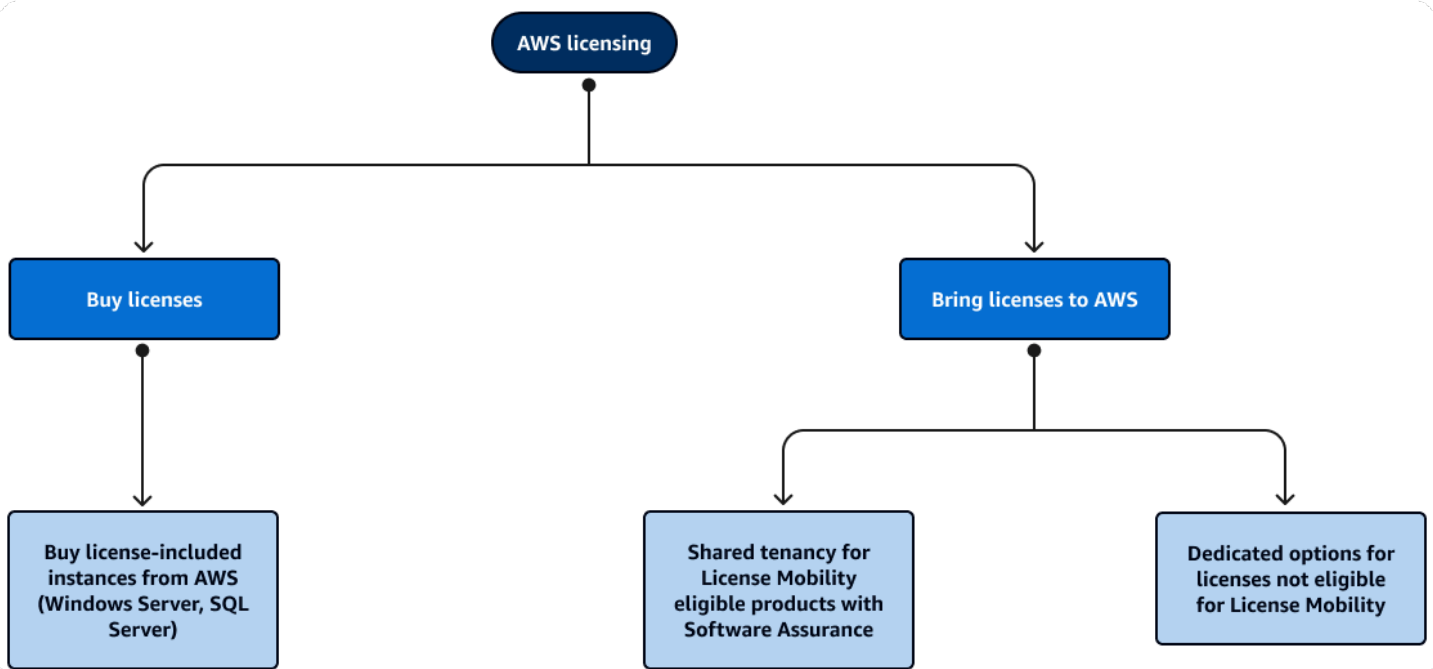 AWS licensing
Buy licenses
Bring licenses to AWS
Buy license-included
instances from AWS
(Windows Server, SQL
Server)
Shared tenancy for
License Mobility
eligible products with
Software Assurance
Dedicated options for
licenses not eligible
for License Mobility